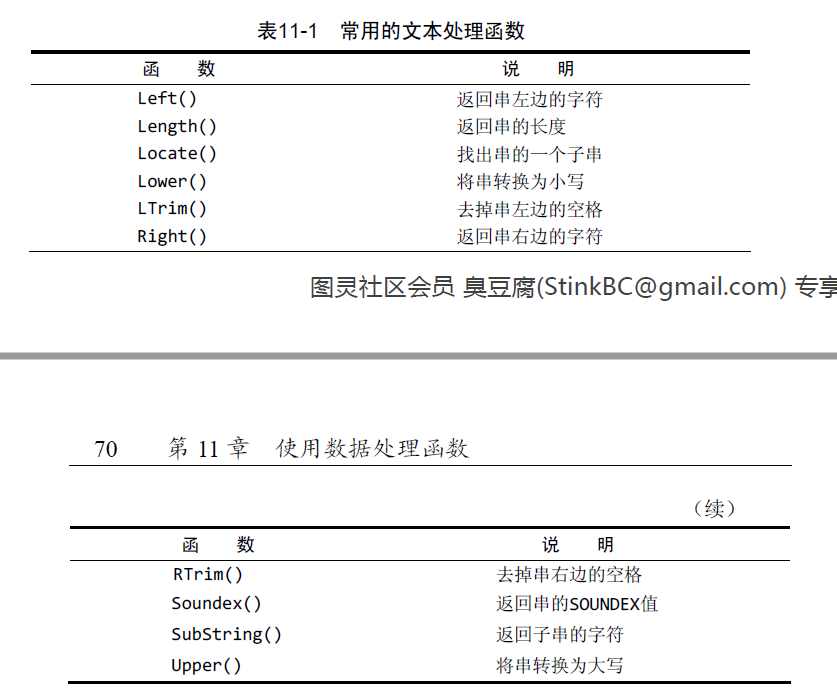 表11-1 常用的文本处理函数
函 数 说 明
Left() 返回串左边的字符
Length() 返回串的长度
Locate() 找出串的一个子串
Lower() 将串转换为小写
LTrim() 去掉串左边的空格
Right() 返回串右边的字符
图灵社区会员 臭豆腐(StinkBC@gmail.com) 专享
70 第 11 章 使用数据处理函数
（续）
函 数 说 明
RTrim() 去掉串右边的空格
Soundex() 返回串的SOUNDEX值
SubString() 返回子串的字符
Upper() 将串转换为大写